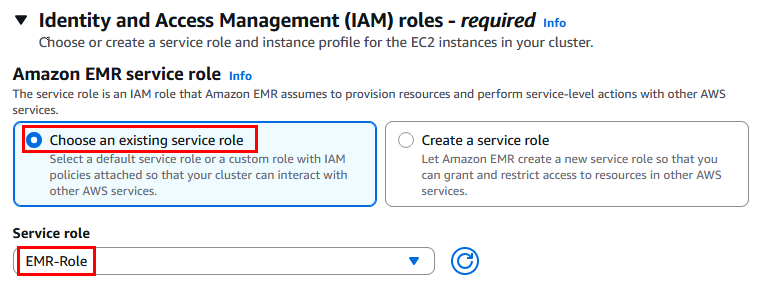 Identity and Access Management (IAM) roles - required Info
Choose or create a service role and instance profile for the EC2 instances in your cluster.
Amazon EMR service role Info
The service role is an IAM role that Amazon EMR assumes to provision resources and perform service-level actions with other AWS
services.
Choose an existing service role
Select a default service role or a custom role with IAM
policies attached so that your cluster can interact with
other AWS services.
Create a service role
Let Amazon EMR create a new service role so that you
can grant and restrict access to resources in other AWS
services.
Service role
EMR-Role